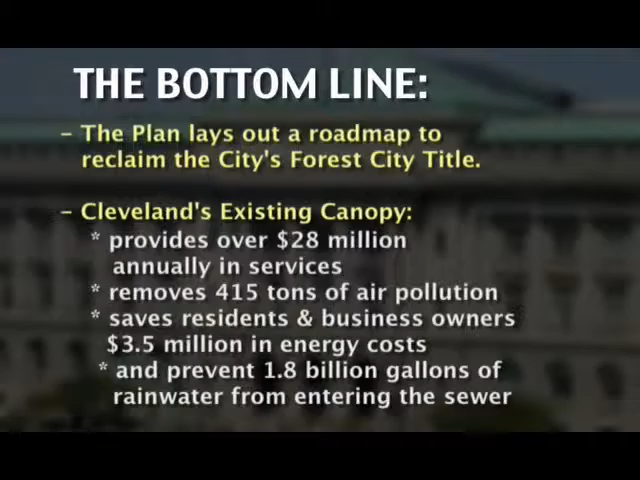 THE BOTTOM LINE:
- The Plan lays out a roadmap to
reclaim the City's Forest City Title.
- Cleveland's Existing Canopy:
* provides over $28 million
annually in services
* removes 415 tons of air pollution
* saves residents & business owners
$3.5 million in energy costs
* and prevent 1.8 billion gallons of
rainwater from entering the sewer